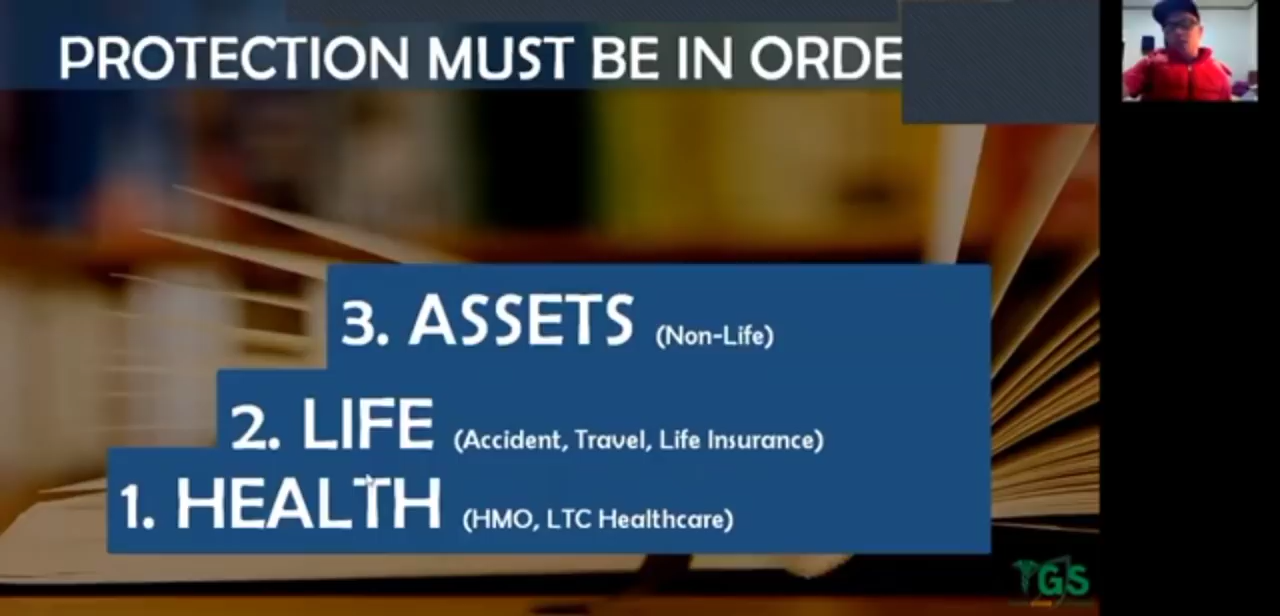 PROTECTION MUST BE IN ORDE
3. ASSETS (Non-Life)
2. LIFE (Accident, Travel, Life Insurance)
1. HEALTH (HMO, LTC Healthcare)
GS